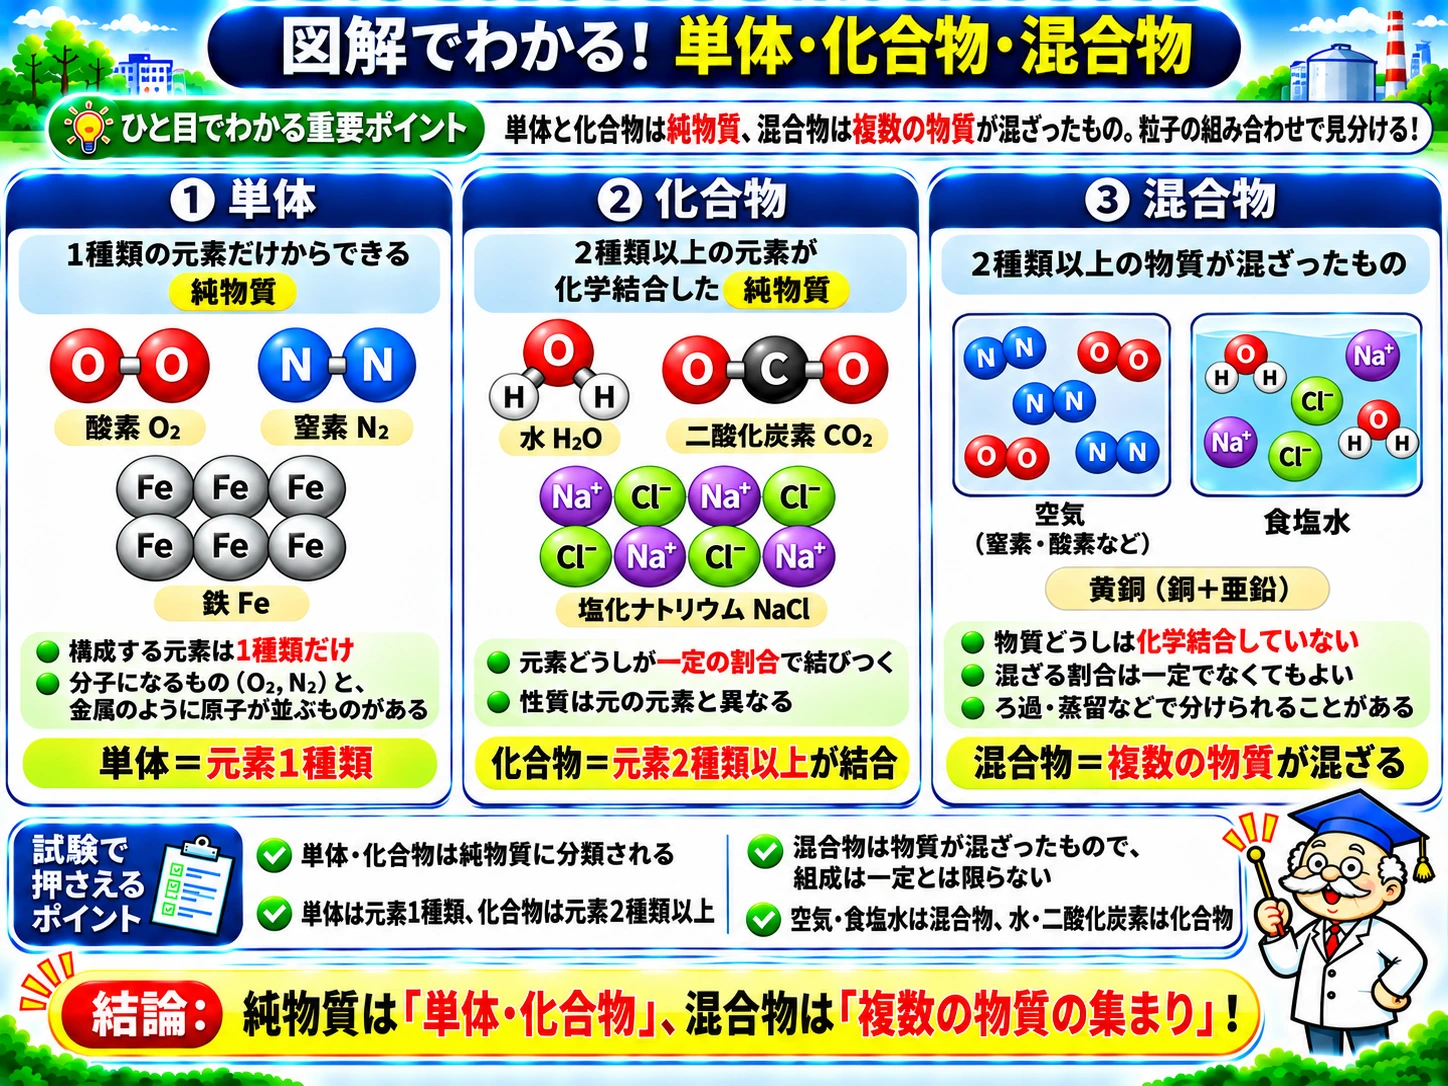 図解でわかる！ 単体・化合物・混合物
ひと目でわかる重要ポイント
単体と化合物は純物質、混合物は複数の物質が混ざったもの。粒子の組み合わせで見分ける！
1 単体
1種類の元素だけからできる
純物質
O O
N N
酸素 O₂
窒素 N₂
Fe Fe Fe
Fe Fe Fe
鉄 Fe
構成する元素は1種類だけ
分子になるもの（O₂, N₂）と、
金属のように原子が並ぶものがある
単体＝元素1種類
2 化合物
2種類以上の元素が
化学結合した 純物質
O
H H
O C O
水 H₂O
二酸化炭素 CO₂
Na⁺ Cl⁻ Na⁺ Cl⁻
Cl⁻ Na⁺ Cl⁻ Na⁺
塩化ナトリウム NaCl
元素どうしが一定の割合で結びつく
性質は元の元素と異なる
化合物＝元素2種類以上が結合
3 混合物
2種類以上の物質が混ざったもの
N N O O
N N
O O N N
空気
（窒素・酸素など）
O Na⁺
H H
Cl⁻
O
Na⁺ H H
Cl⁻
食塩水
黄銅（銅＋亜鉛）
物質どうしは化学結合していない
混ざる割合は一定でなくてもよい
ろ過・蒸留などで分けられることがある
混合物＝複数の物質が混ざる
試験で
押さえる
ポイント
単体・化合物は純物質に分類される
単体は元素1種類、化合物は元素2種類以上
混合物は物質が混ざったもので、
組成は一定とは限らない
空気・食塩水は混合物、水・二酸化炭素は化合物
結論：
純物質は「単体・化合物」、混合物は「複数の物質の集まり」！